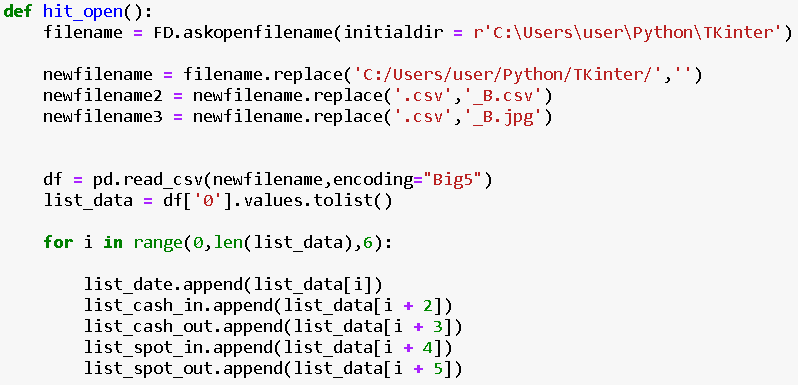 def hit_open():
    filename = FD.askopenfilename(initialdir = r'C:\Users\user\Python\TKinter')
    newfilename = filename.replace('C:/Users/user/Python/TKinter/','')
    newfilename2 = newfilename.replace('.csv','_B.csv')
    newfilename3 = newfilename.replace('.csv','_B.jpg')
    df = pd.read_csv(newfilename,encoding="Big5")
    list_data = df['0'].values.tolist()
    for i in range(0,len(list_data),6):
        list_date.append(list_data[i])
        list_cash_in.append(list_data[i + 2])
        list_cash_out.append(list_data[i + 3])
        list_spot_in.append(list_data[i + 4])
        list_spot_out.append(list_data[i + 5])